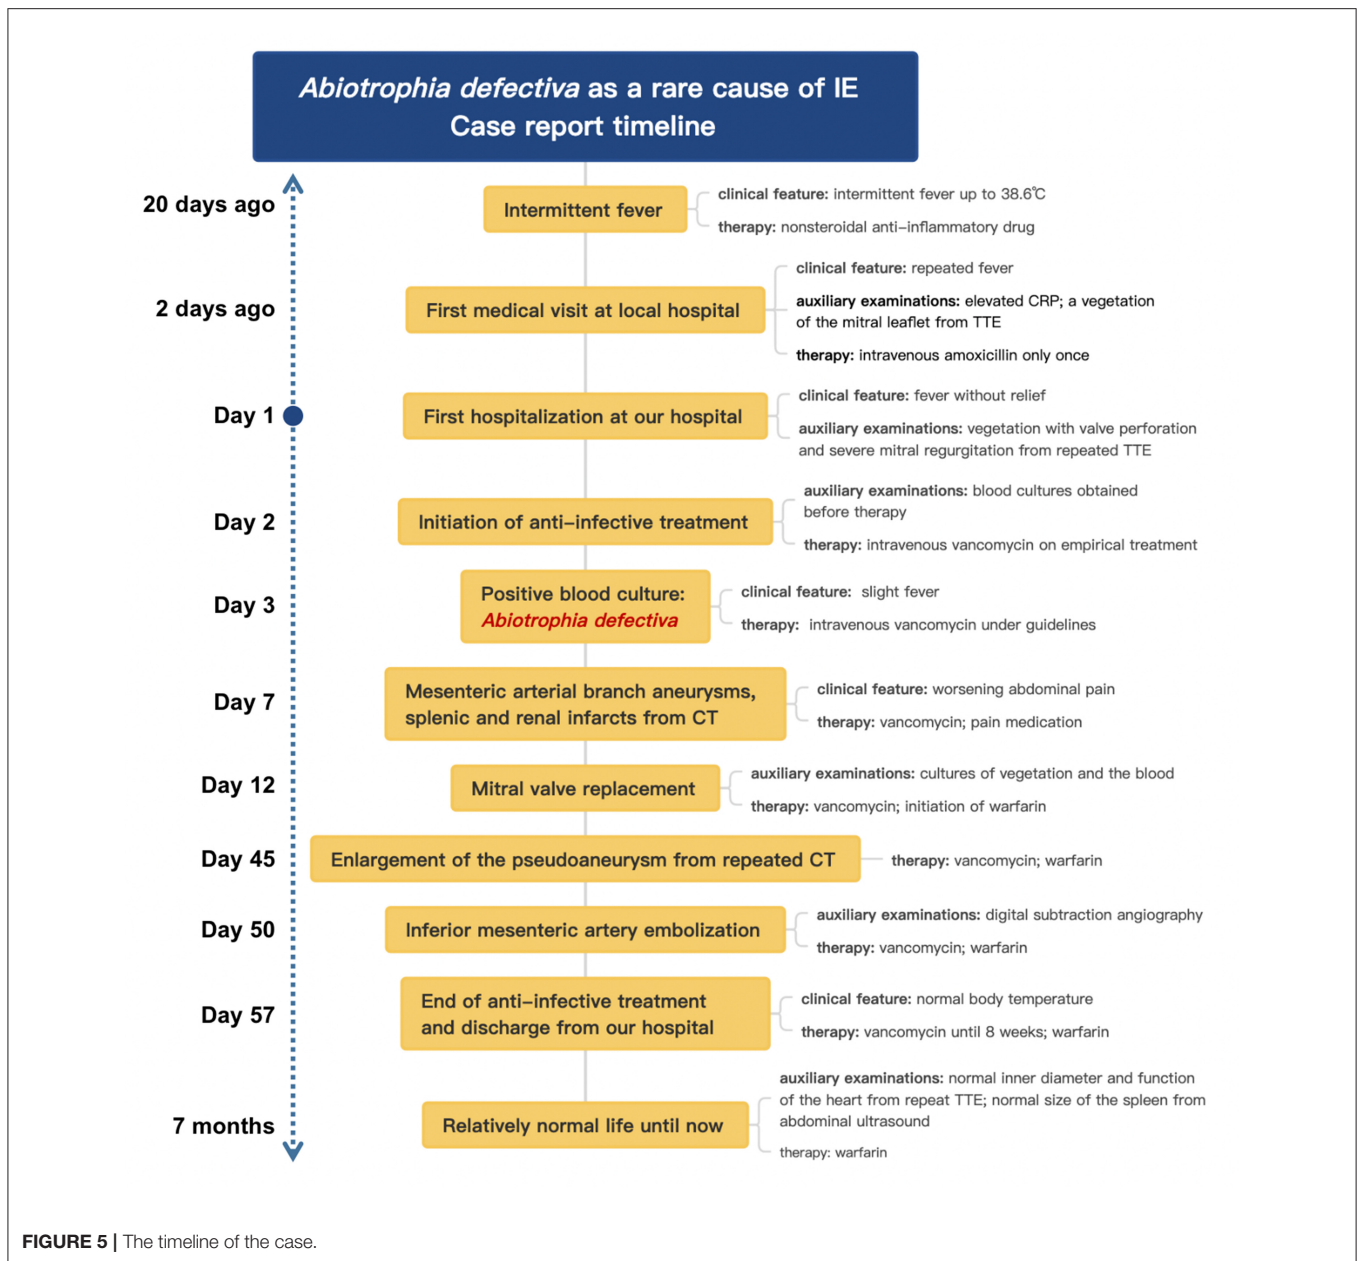 Abiotrophia defectiva as a rare cause of IE
Case report timeline
20 days ago
Intermittent fever
clinical feature: intermittent fever up to 38.6℃
therapy: nonsteroidal anti–inflammatory drug
2 days ago
First medical visit at local hospital
clinical feature: repeated fever
auxiliary examinations: elevated CRP; a vegetation
of the mitral leaflet from TTE
therapy: intravenous amoxicillin only once
Day 1
First hospitalization at our hospital
clinical feature: fever without relief
auxiliary examinations: vegetation with valve perforation
and severe mitral regurgitation from repeated TTE
Day 2
Initiation of anti–infective treatment
auxiliary examinations: blood cultures obtained
before therapy
therapy: intravenous vancomycin on empirical treatment
Day 3
Positive blood culture:
Abiotrophia defectiva
clinical feature: slight fever
therapy: intravenous vancomycin under guidelines
Day 7
Mesenteric arterial branch aneurysms,
splenic and renal infarcts from CT
clinical feature: worsening abdominal pain
therapy: vancomycin; pain medication
Day 12
Mitral valve replacement
auxiliary examinations: cultures of vegetation and the blood
therapy: vancomycin; initiation of warfarin
Day 45
Enlargement of the pseudoaneurysm from repeated CT
therapy: vancomycin; warfarin
Day 50
Inferior mesenteric artery embolization
auxiliary examinations: digital subtraction angiography
therapy: vancomycin; warfarin
Day 57
End of anti–infective treatment
and discharge from our hospital
clinical feature: normal body temperature
therapy: vancomycin until 8 weeks; warfarin
7 months
Relatively normal life until now
auxiliary examinations: normal inner diameter and function
of the heart from repeat TTE; normal size of the spleen from
abdominal ultrasound
therapy: warfarin
FIGURE 5 | The timeline of the case.